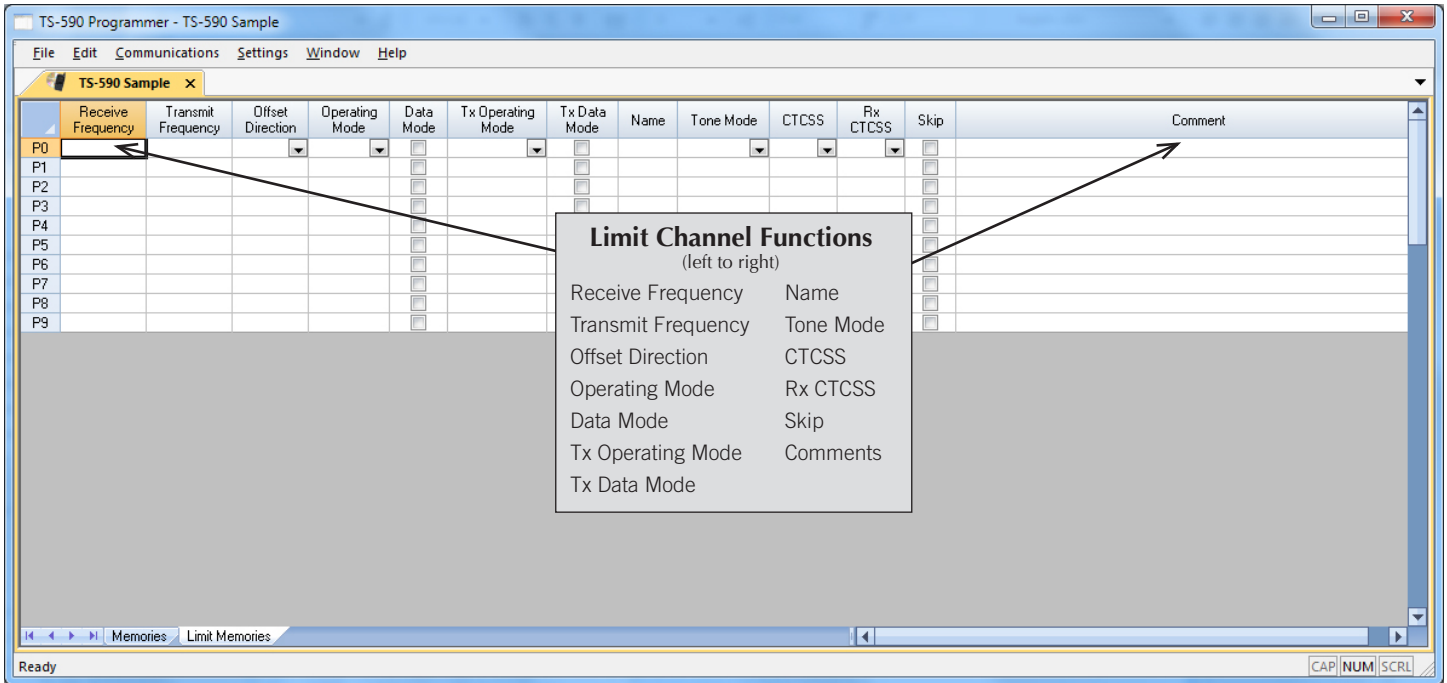 TS-590 Programmer - TS-590 Sample
File Edit Communications Settings Window Help
TS-590 Sample X
Receive Frequency Transmit Frequency Offset Direction Operating Mode Data Mode Tx Operating Mode Tx Data Mode Name Tone Mode CTCSS Rx CTCSS Skip Comment
P0
P1
P2
P3
P4
P5
P6
P7
P8
P9
Limit Channel Functions
(left to right)
Receive Frequency Name
Transmit Frequency Tone Mode
Offset Direction CTCSS
Operating Mode Rx CTCSS
Data Mode Skip
Tx Operating Mode Comments
Tx Data Mode
Memories Limit Memories
Ready CAP NUM SCRL